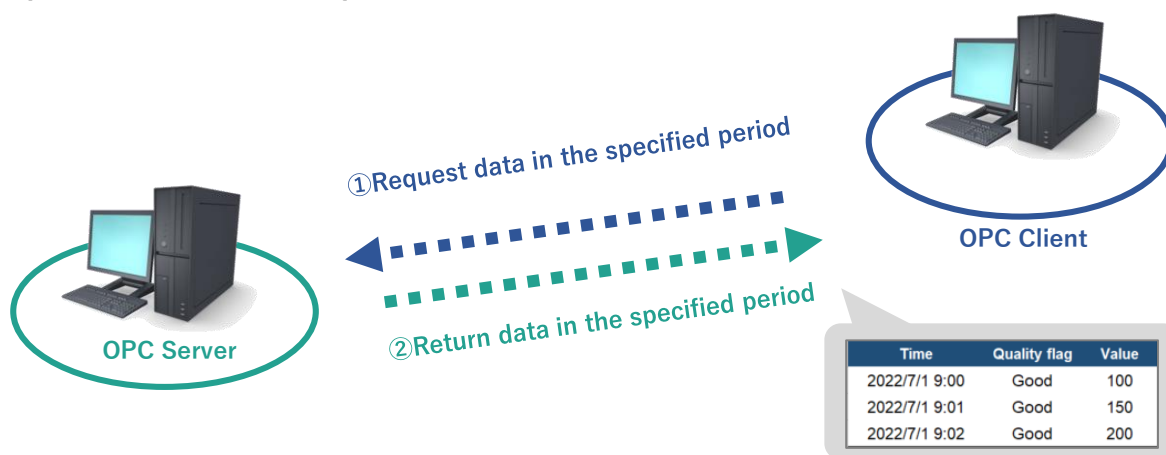 ①Request data in the specified period
OPC Client
OPC Server
②Return data in the specified period
Time Quality flag Value
2022/7/1 9:00 Good 100
2022/7/1 9:01 Good 150
2022/7/1 9:02 Good 200